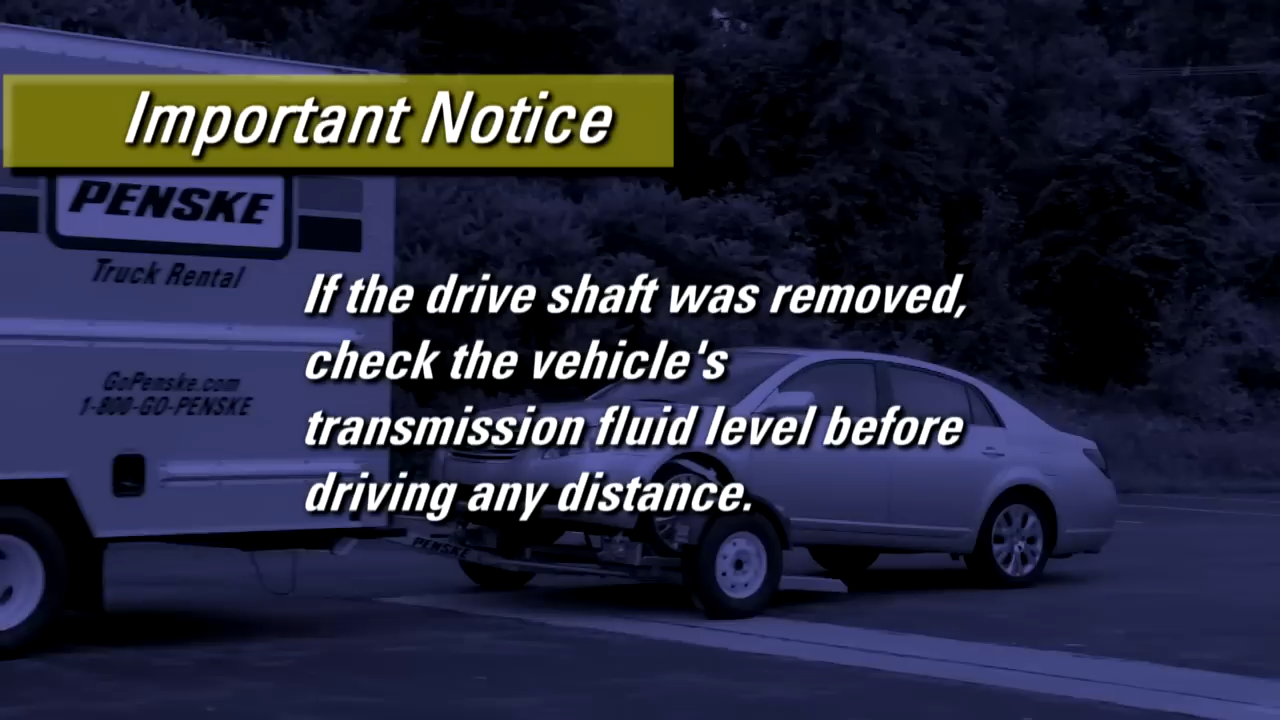 Important Notice
PENSKE
Truck Rental
If the drive shaft was removed,
check the vehicle's
GoPenske.com
1-800-GO-PENSKE
transmission fluid level before
driving any distance.
PENSKE